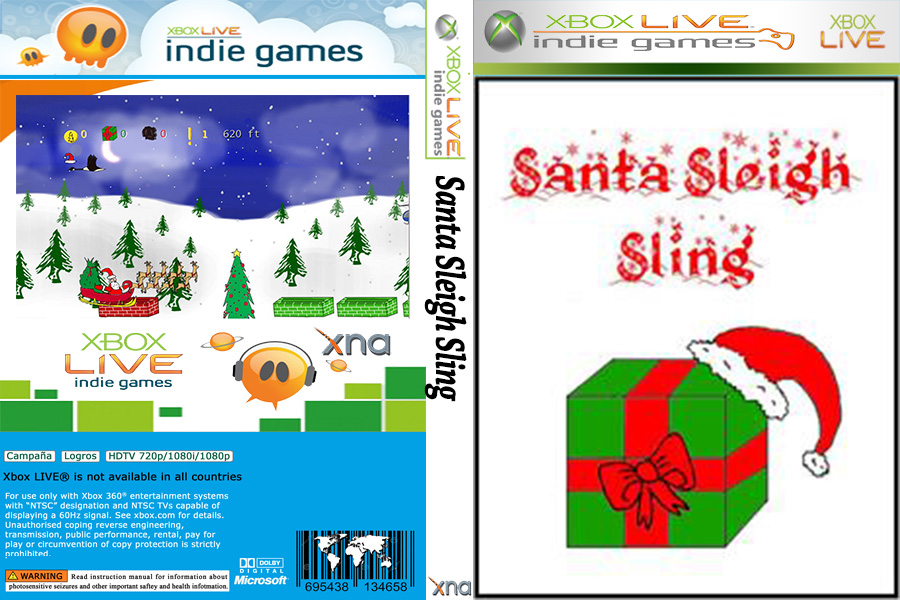 XBOX LIVE
indie games
0 0 0 ! 1 620 ft
XBOX
LIVE
indie games
xna
Campaña Logros HDTV 720p/1080i/1080p
Xbox LIVE® is not available in all countries
For use only with Xbox 360® entertainment systems
with “NTSC” designation and NTSC TVs capable of
displaying a 60Hz signal. See xbox.com for details.
Unauthorised coping reverse engineering,
transmission, public performance, rental, pay for
play or circumvention of copy protection is strictly
prohibited.
WARNING Read instruction manual for information about
photosensitive seizures and other important saftey and health infotmation.
DOLBY
DIGITAL
Microsoft
695438 134658
XBOX LIVE
indie games
Santa Sleigh Sling
xna
XBOX LIVE
indie games
XBOX
LIVE
Santa Sleigh
Sling